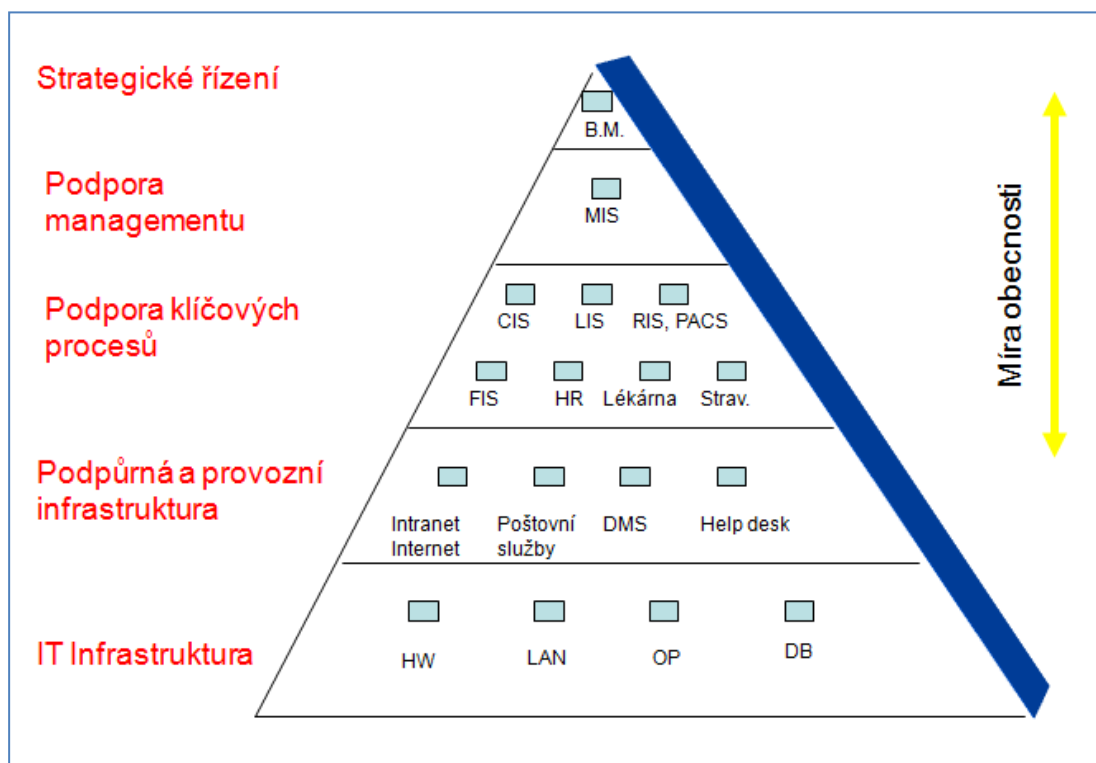 Strategické řízení
B.M.
Podpora
managementu
MIS
Podpora klíčových
procesů
CIS LIS RIS, PACS
FIS HR Lékárna Strav.
Podpůrná a provozní
infrastruktura
Intranet
Internet
Poštovní
služby
DMS
Help desk
IT Infrastruktura
HW LAN OP DB
Míra obecnosti